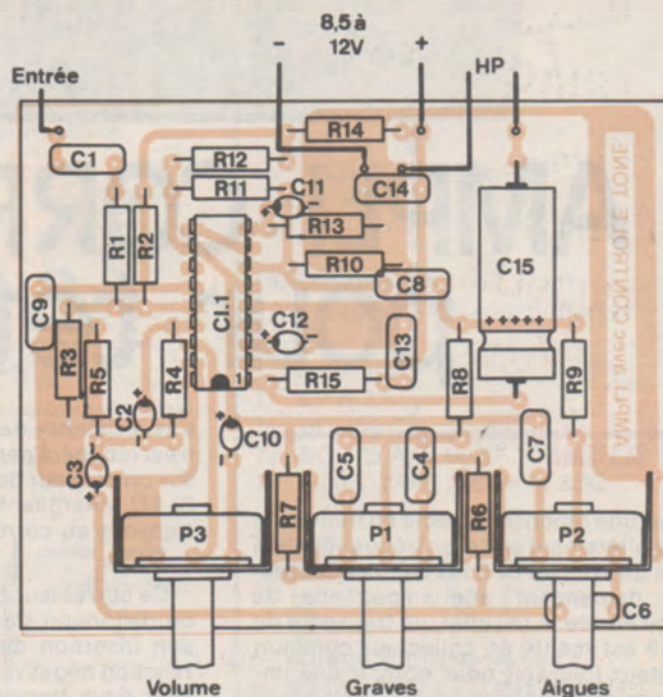 8,5 à
12V
- +
Entrée
HP
C1
R14
R12
C14
R11
C11
+ -
R1
R2
R13
R10
C15
C9
CI.1
C8
AMPLI. avec CONTROLE TONE
+
C12
-
+++++
R3
R5
R4
C13
R8
R9
1
R15
+
C2
-
+
C10
-
C5
C4
C7
-
C3
+
R7
R6
P3
P1
P2
C6
Volume
Graves
Aigues